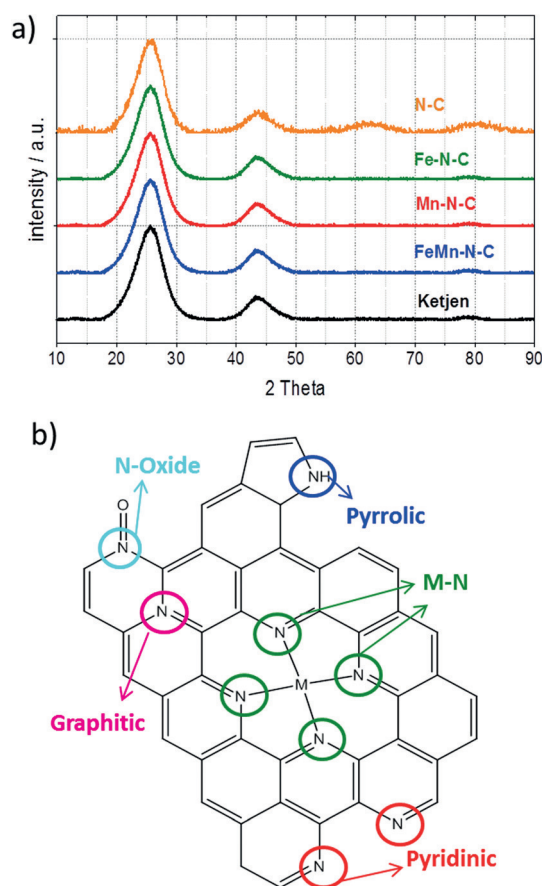 a)
intensity / a.u.
N-C
Fe-N-C
Mn-N-C
FeMn-N-C
Ketjen
10 20 30 40 50 60 70 80 90
2 Theta
b)
N-Oxide
NH
O
Pyrrolic
N
M-N
N
N
N
M
N
Graphitic
N
N
N
Pyridinic